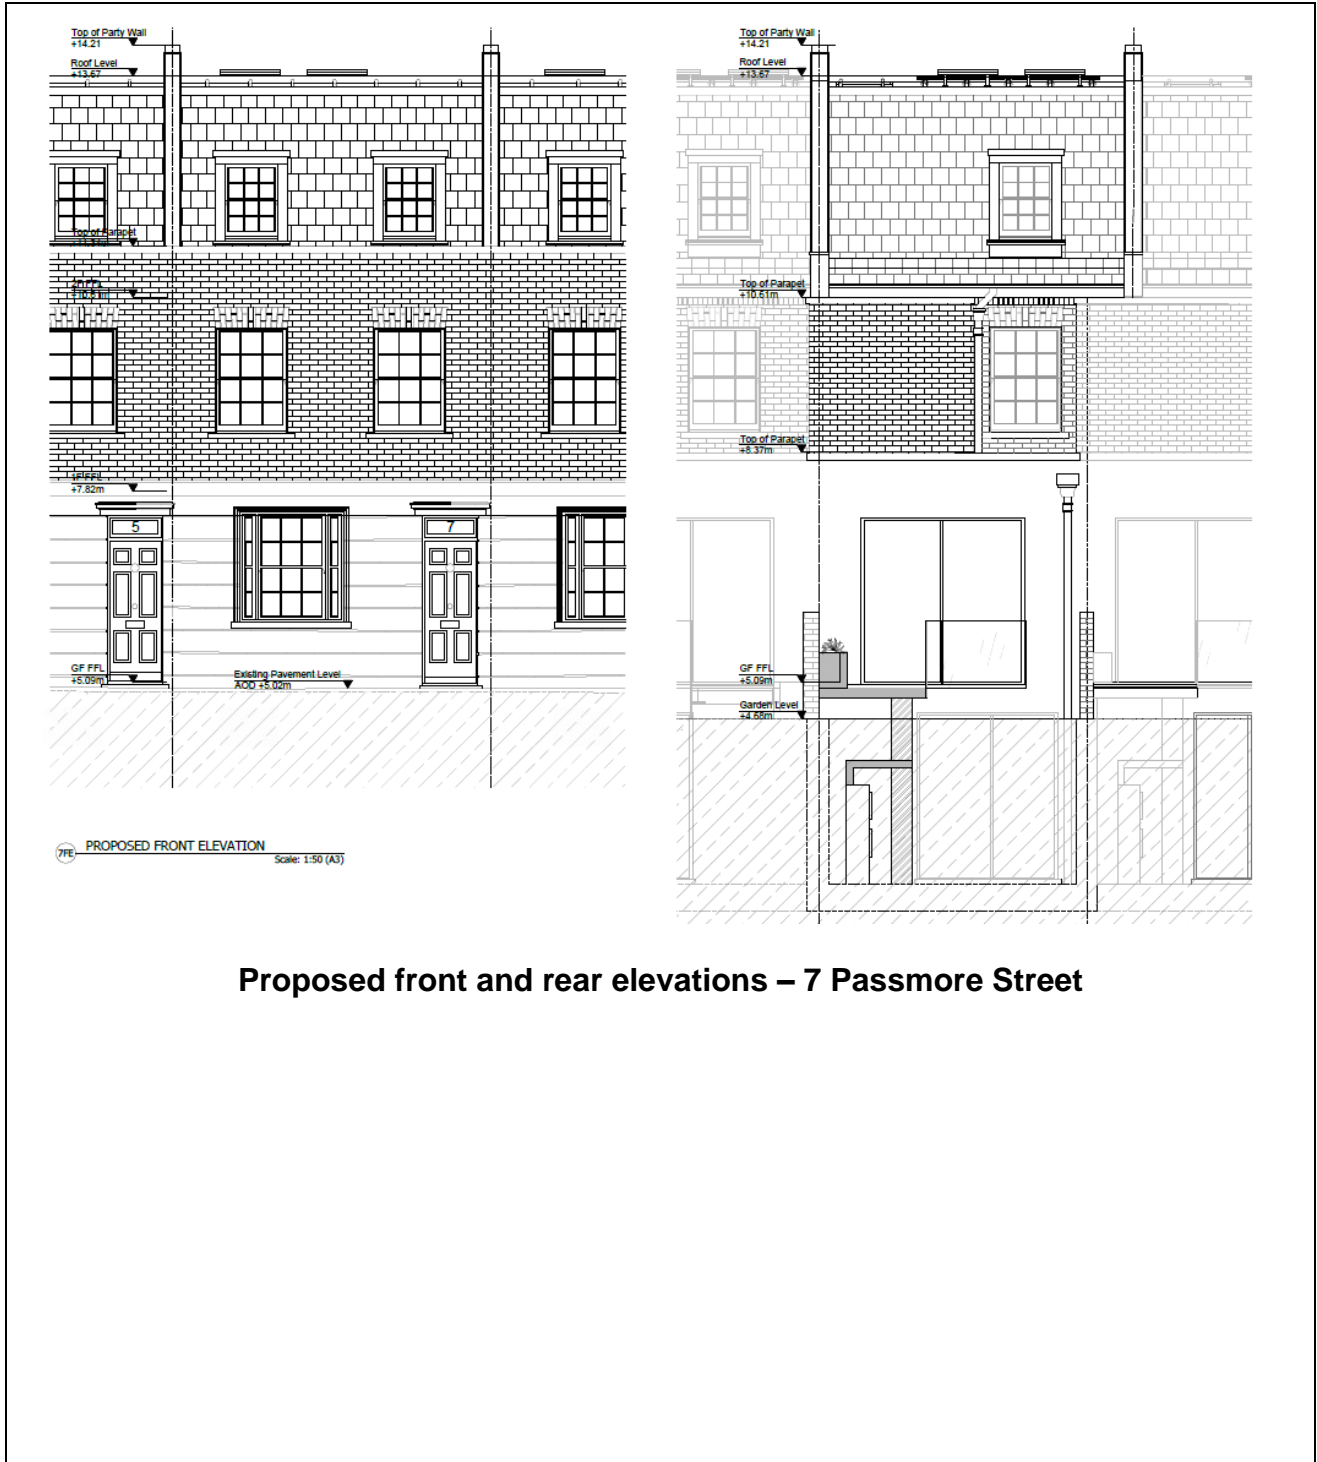 Top of Party Wall
+14.21
Roof Level
+13.67
Top of Parapet
2F FFL
+10.61m
1F FFL
+7.82m
5
7
GF FFL
+5.09m
Existing Pavement Level
AOD +5.02m
7FE
PROPOSED FRONT ELEVATION
Scale: 1:50 (A3)
Top of Party Wall
+14.21
Roof Level
+13.67
Top of Parapet
+10.61m
Top of Parapet
+8.37m
GF FFL
+5.09m
Garden Level
+4.68m
Proposed front and rear elevations – 7 Passmore Street